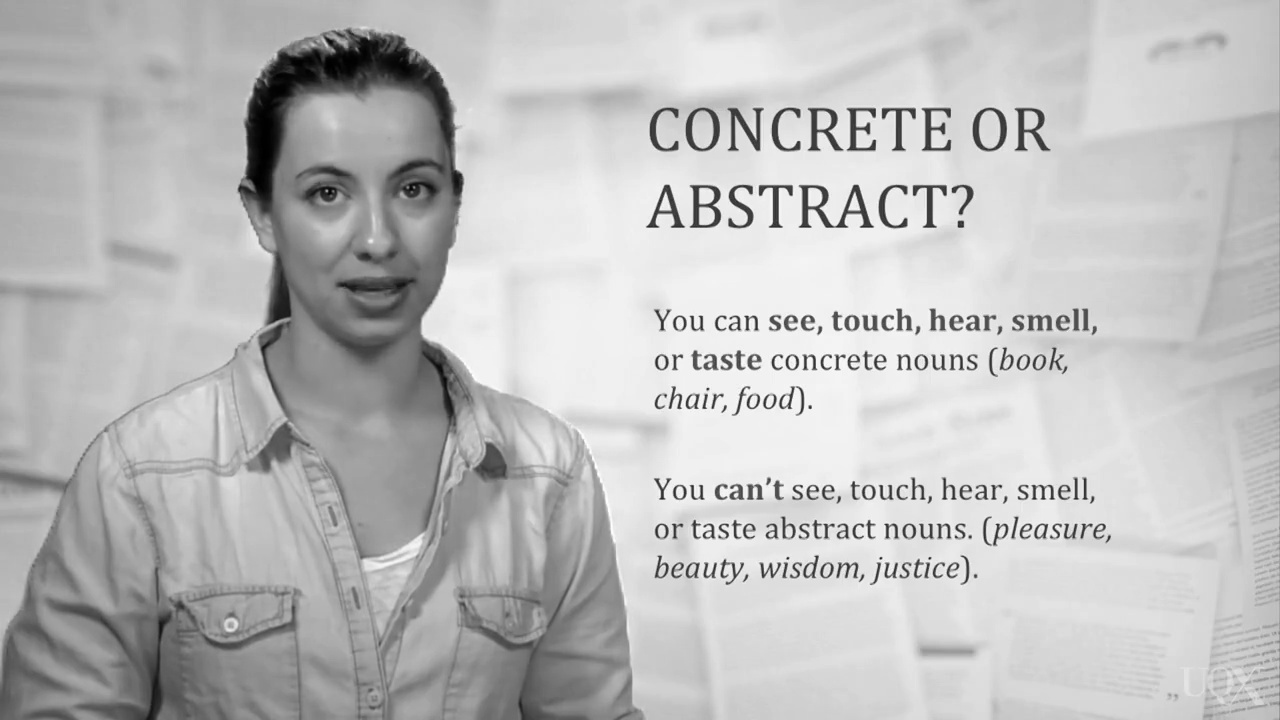 CONCRETE OR
ABSTRACT?
You can see, touch, hear, smell,
or taste concrete nouns (book,
chair, food).
You can’t see, touch, hear, smell,
or taste abstract nouns. (pleasure,
beauty, wisdom, justice).
UQX